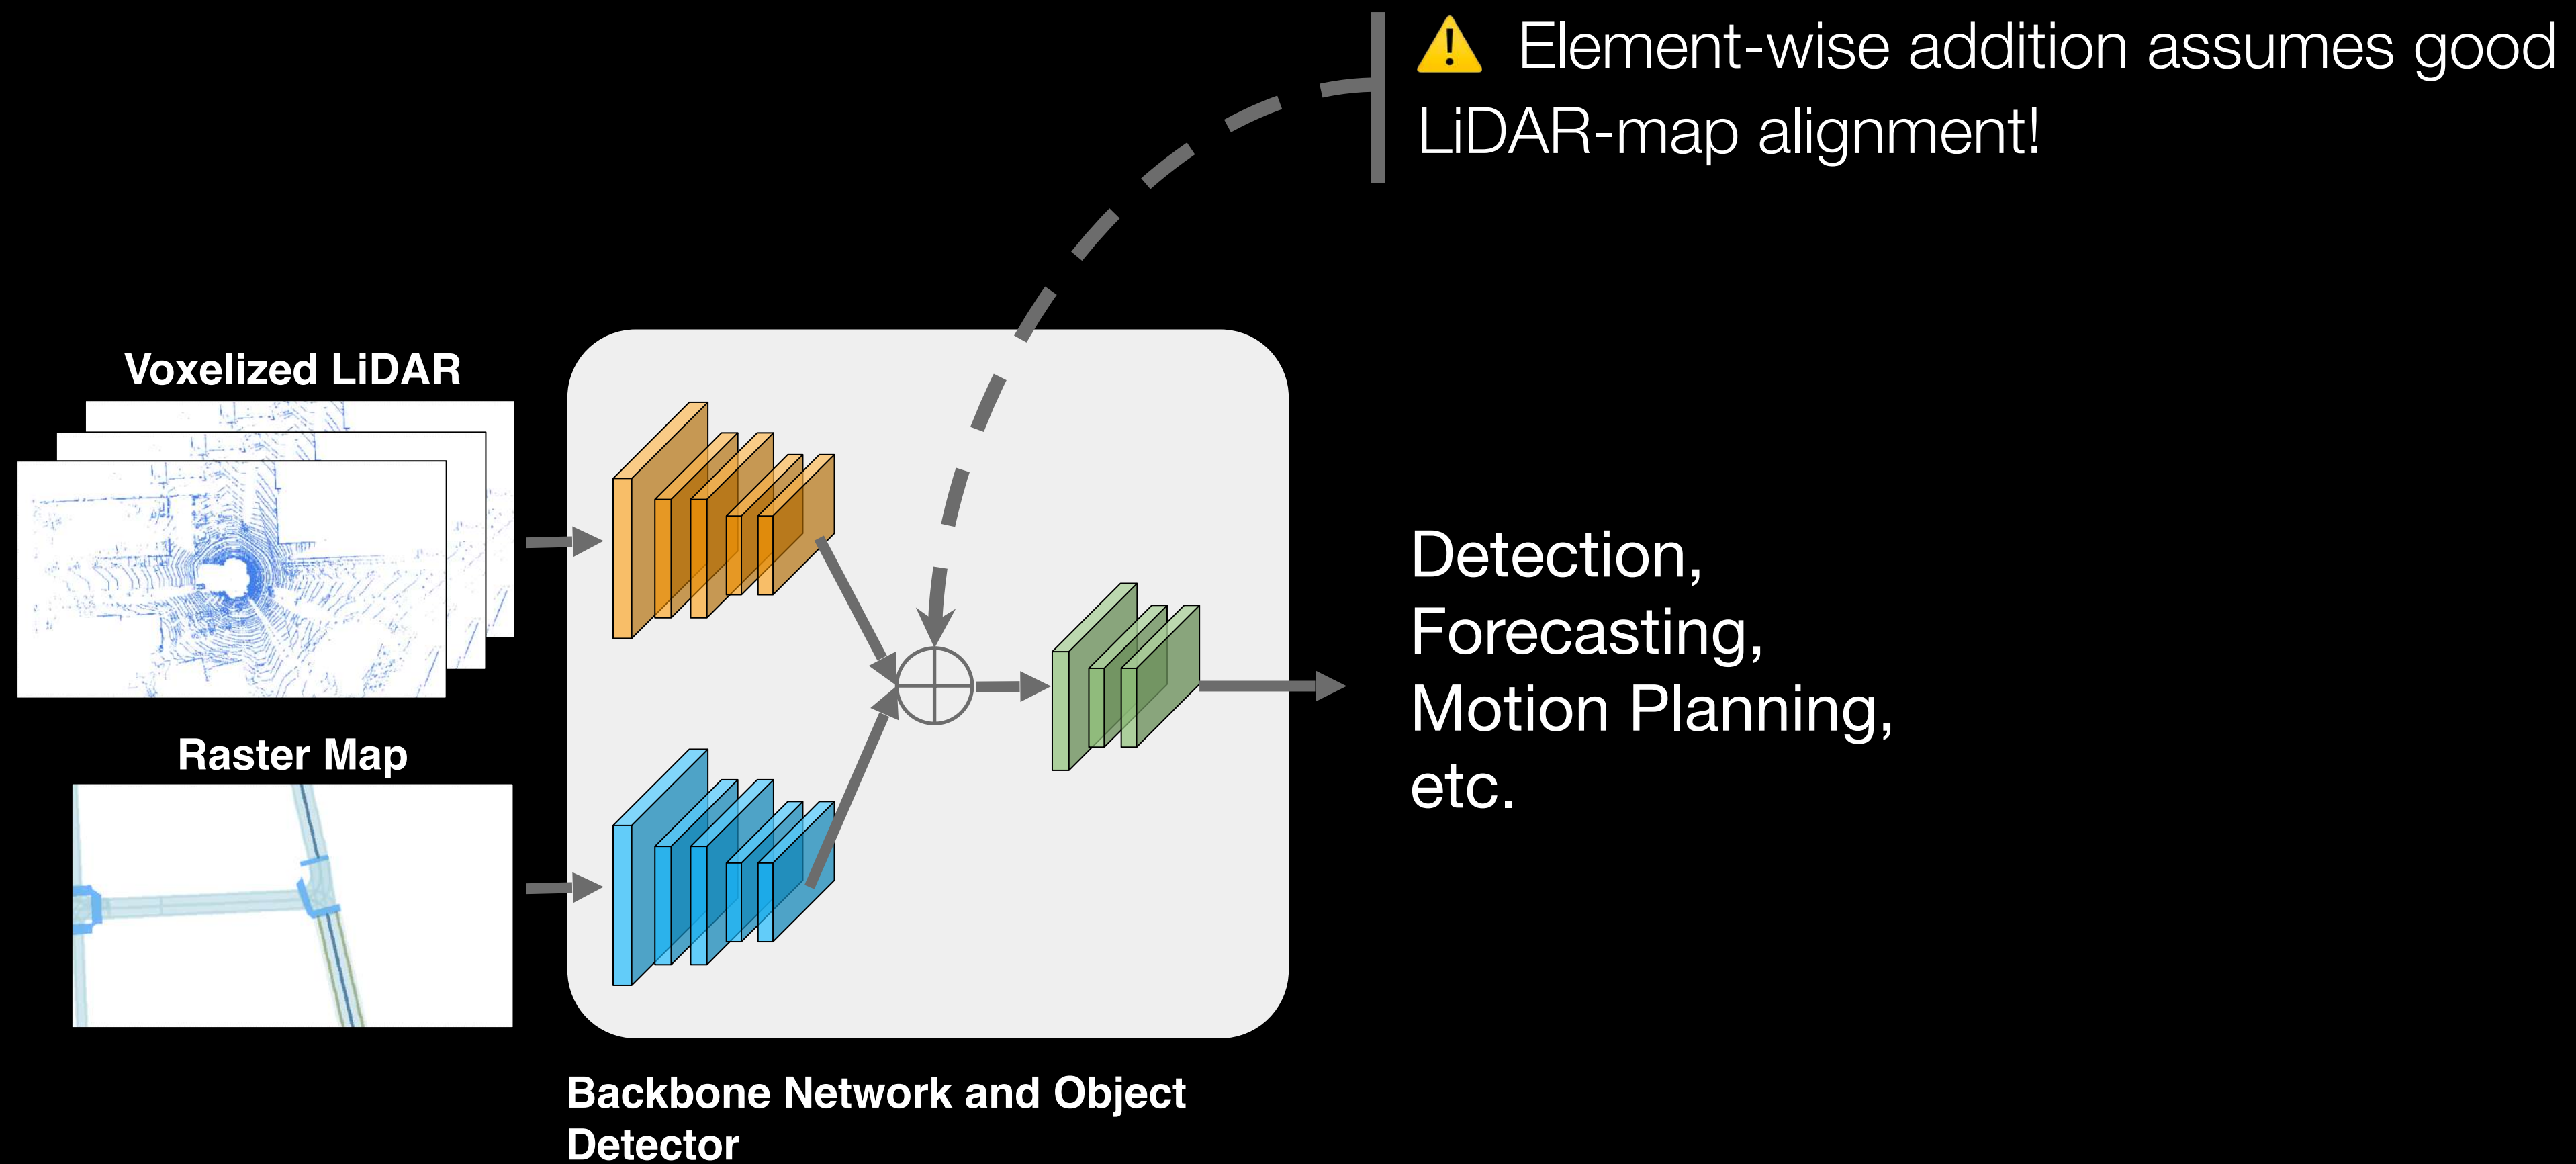 ⚠️ Element-wise addition assumes good
LiDAR-map alignment!
Voxelized LiDAR
Raster Map
Detection,
Forecasting,
Motion Planning,
etc.
Backbone Network and Object
Detector